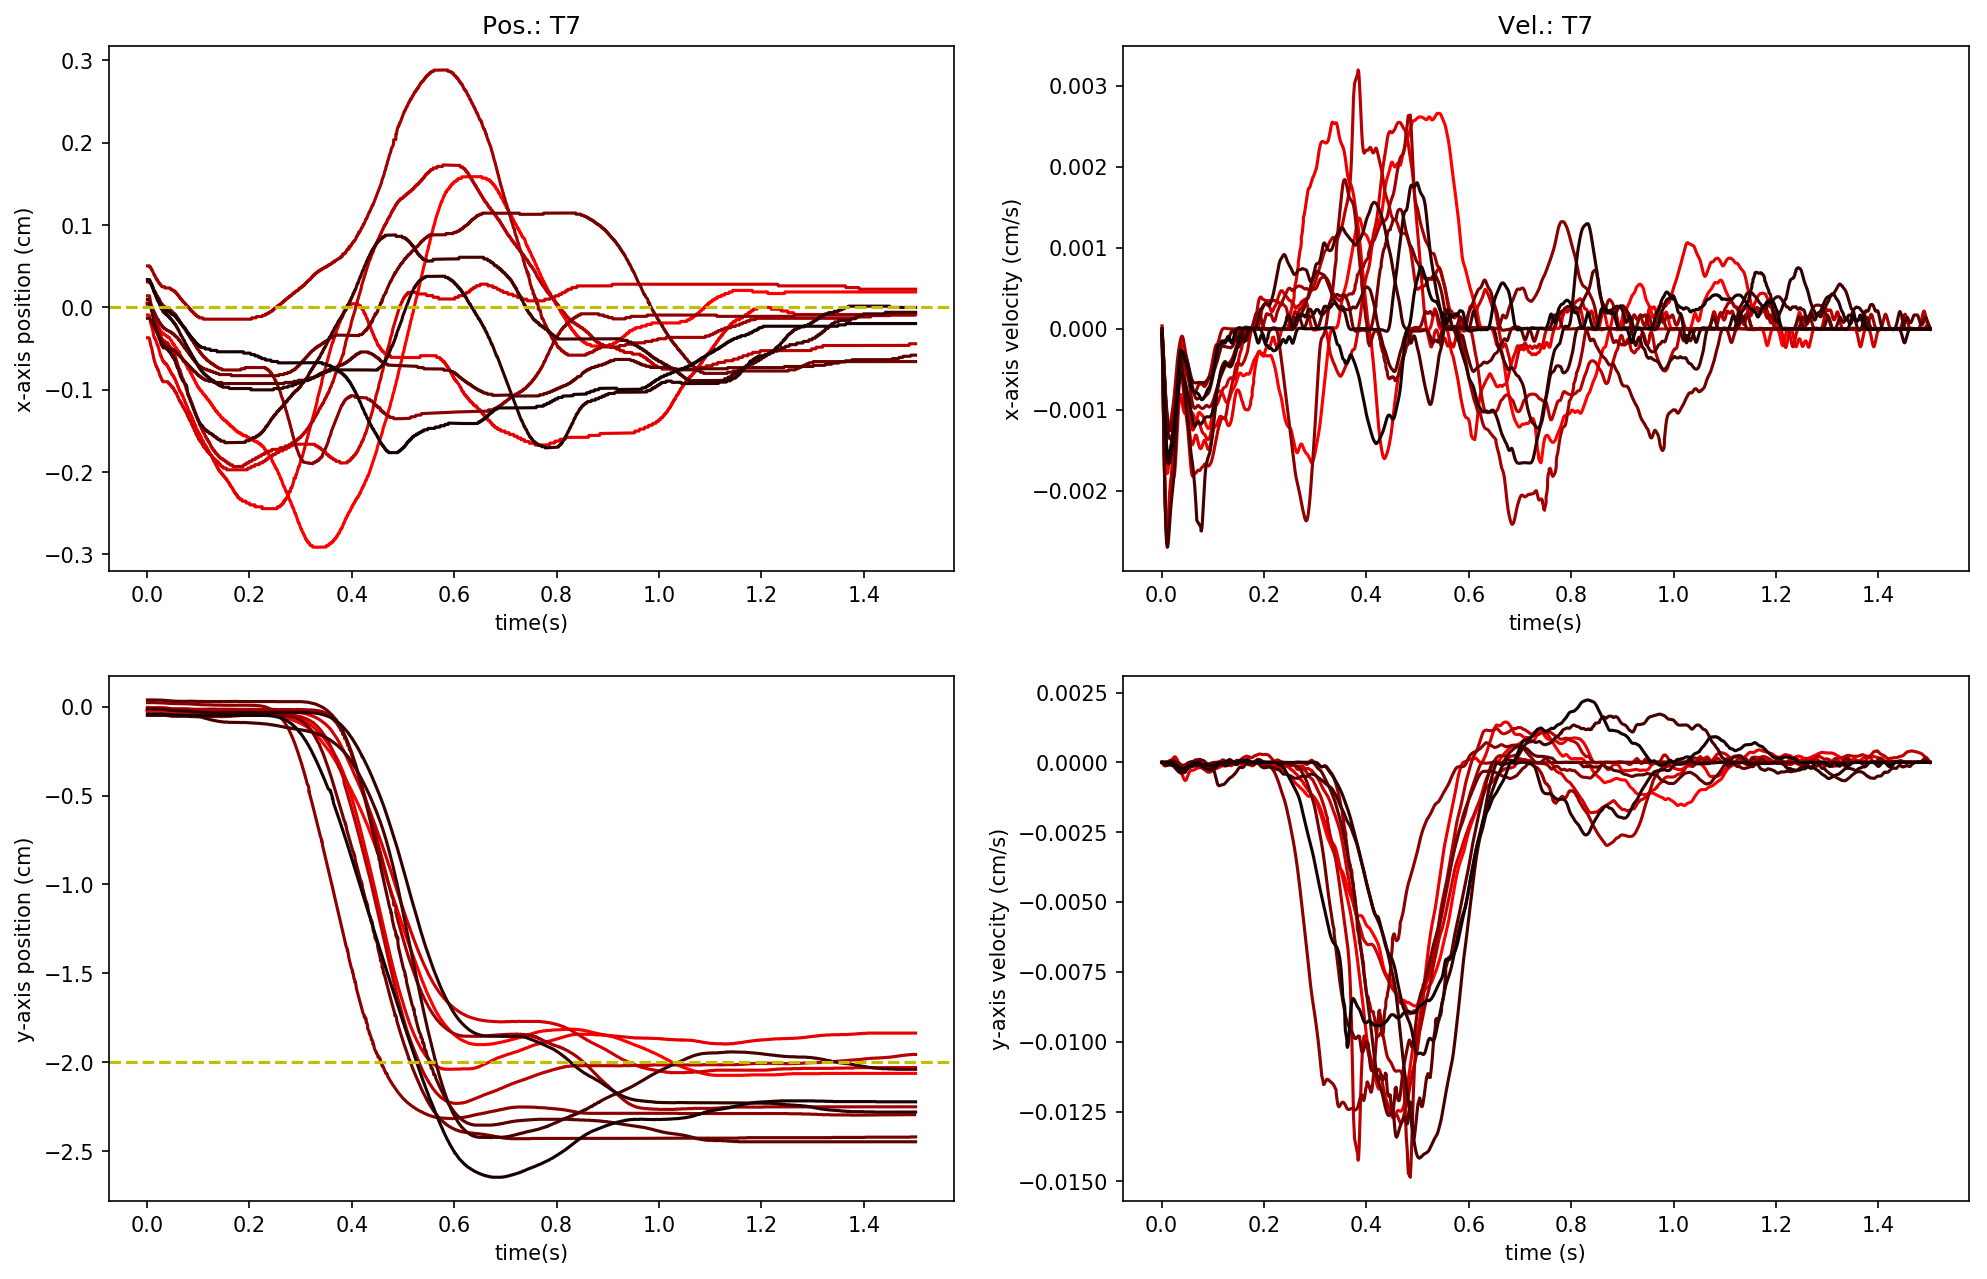 Pos.: T7
x-axis position (cm)
0.3
0.2
0.1
0.0
−0.1
−0.2
−0.3
0.0 0.2 0.4 0.6 0.8 1.0 1.2 1.4
time(s)
Vel.: T7
x-axis velocity (cm/s)
0.003
0.002
0.001
0.000
−0.001
−0.002
0.0 0.2 0.4 0.6 0.8 1.0 1.2 1.4
time(s)
y-axis position (cm)
0.0
−0.5
−1.0
−1.5
−2.0
−2.5
0.0 0.2 0.4 0.6 0.8 1.0 1.2 1.4
time(s)
y-axis velocity (cm/s)
0.0025
0.0000
−0.0025
−0.0050
−0.0075
−0.0100
−0.0125
−0.0150
0.0 0.2 0.4 0.6 0.8 1.0 1.2 1.4
time (s)